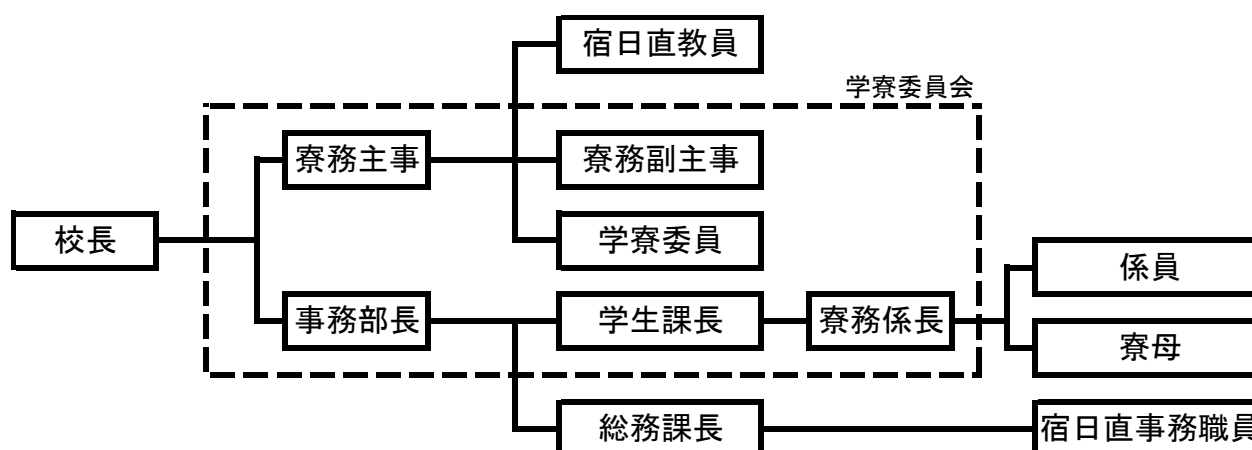 宿日直教員
学寮委員会
寮務主事
寮務副主事
校長
学寮委員
係員
事務部長
学生課長
寮務係長
寮母
総務課長
宿日直事務職員